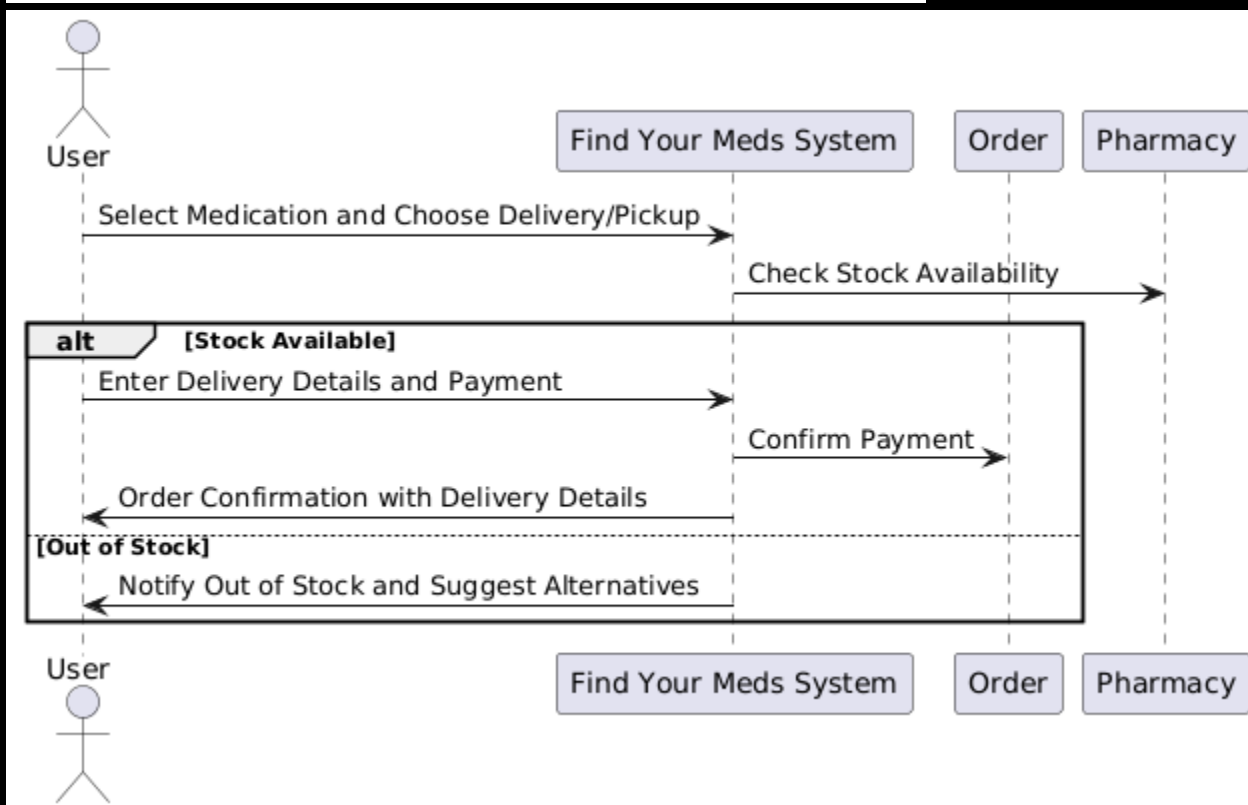 User
Find Your Meds System
Order
Pharmacy
Select Medication and Choose Delivery/Pickup
Check Stock Availability
alt
[Stock Available]
Enter Delivery Details and Payment
Confirm Payment
Order Confirmation with Delivery Details
[Out of Stock]
Notify Out of Stock and Suggest Alternatives
User
Find Your Meds System
Order
Pharmacy